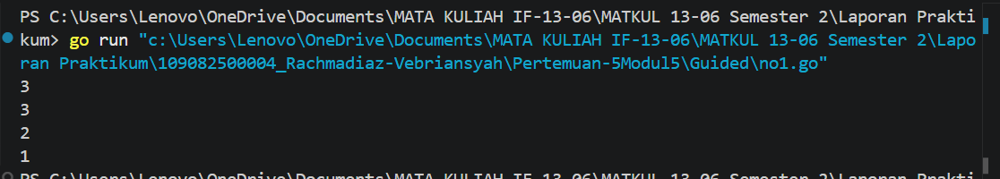 PS C:\Users\Lenovo\OneDrive\Documents\MATA KULIAH IF-13-06\MATKUL 13-06 Semester 2\Laporan Prakti
kum> go run "c:\Users\Lenovo\OneDrive\Documents\MATA KULIAH IF-13-06\MATKUL 13-06 Semester 2\Lapo
ran Praktikum\109082500004_Rachmadiaz-Vebriansyah\Pertemuan-5Modul5\Guided\no1.go"
3
3
2
1
PS C:\Users\Lenovo\OneDrive\Documents\MATA KULIAH IF-13-06\MATKUL 13-06 Semester 2\Laporan Prakti